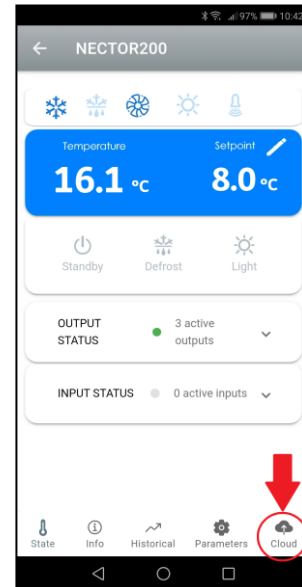 97% 10:42
NECTOR200
Temperature Setpoint
16.1 °C 8.0 °C
Standby Defrost Light
OUTPUT STATUS 3 active outputs
INPUT STATUS 0 active inputs
State Info Historical Parameters Cloud